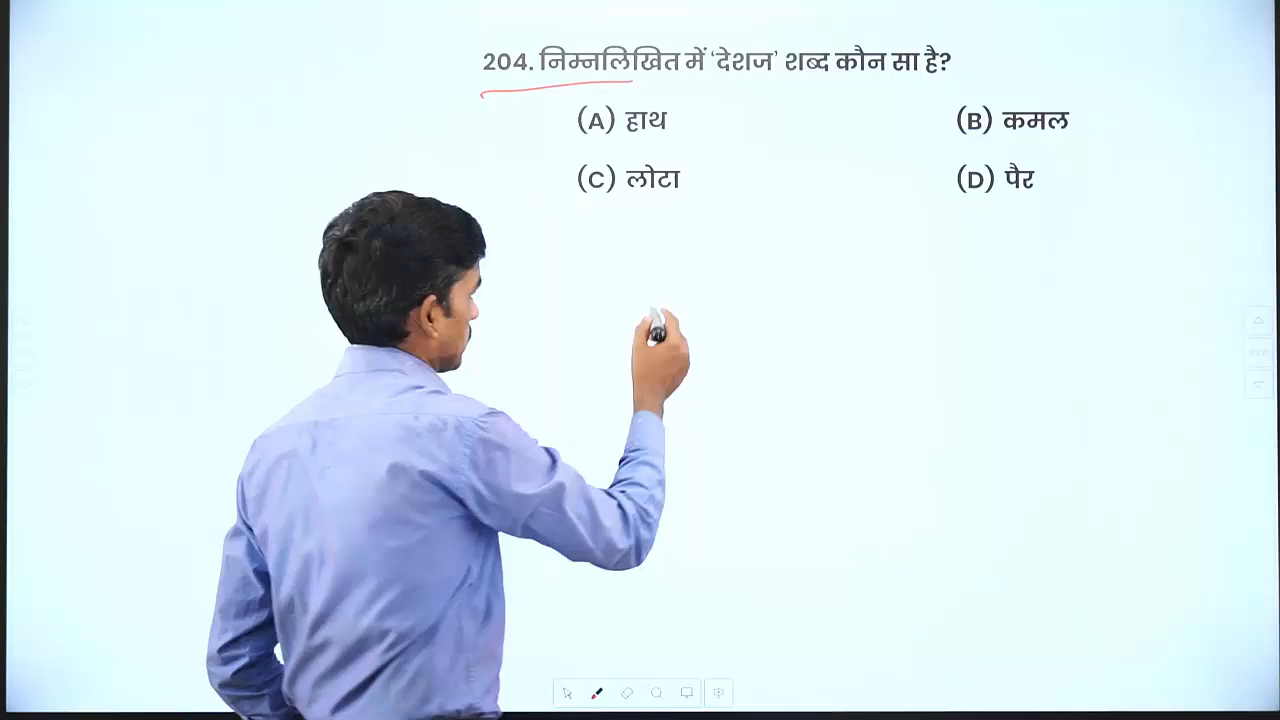 204. निम्नलिखित में ‘देशज’ शब्द कौन सा है?
(A) हाथ (B) कमल
(C) लोटा (D) पैर